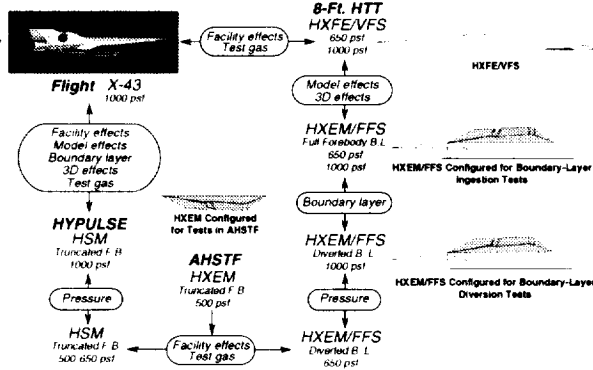 8-Ft. HTT
HXFE/VFS
650 psf
1000 psf
Facility effects
Test gas
HXFE/VFS
Flight X-43
1000 psf
Model effects
3D effects
Facility effects
Model effects
Boundary layer
3D effects
Test gas
HXEM/FFS
Full Forebody B.L.
650 psf
1000 psf
HXEM/FFS Configured for Boundary-Layer
Ingestion Tests
Boundary layer
HXEM Configured
for Tests in AHSTF
HYPULSE
HSM
Truncated F.B.
1000 psf
AHSTF
HXEM
Truncated F.B.
500 psf
HXEM/FFS
Diverted B.L.
1000 psf
HXEM/FFS Configured for Boundary-Layer
Diversion Tests
Pressure
Pressure
HSM
Truncated F.B.
500-650 psf
Facility effects
Test gas
HXEM/FFS
Diverted B.L.
650 psf